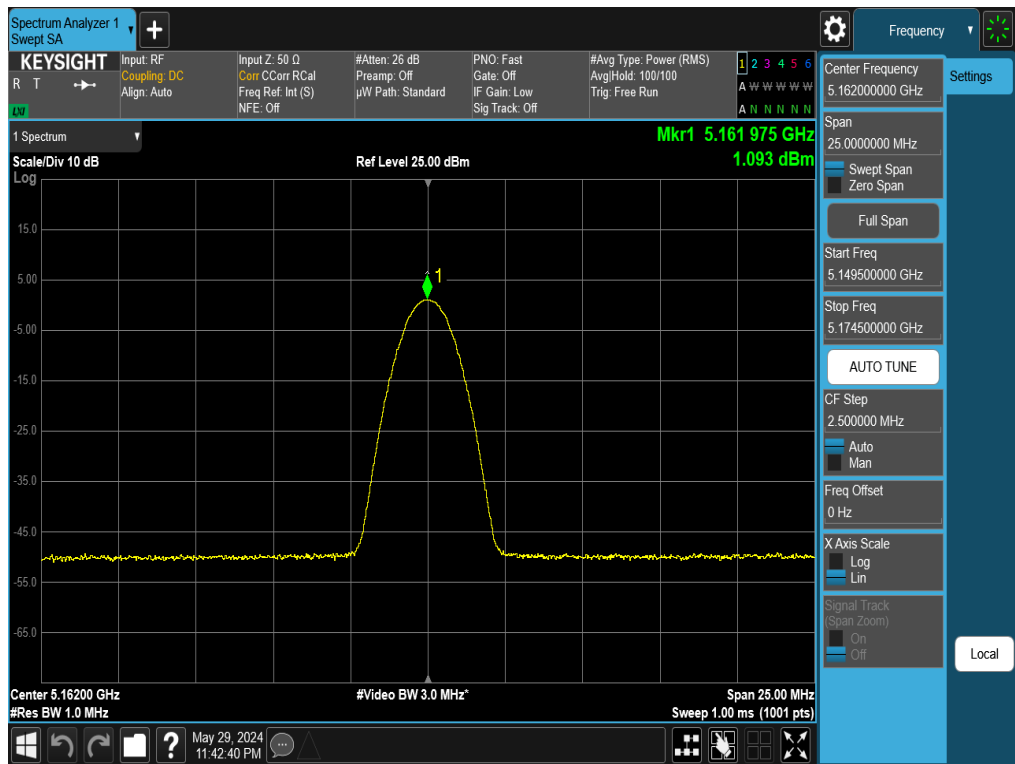 Spectrum Analyzer 1
Swept SA
Frequency
KEYSIGHT
R T
LXI
Input: RF
Coupling: DC
Align: Auto
Input Z: 50 Ω
Corr CCorr RCal
Freq Ref: Int (S)
NFE: Off
#Atten: 26 dB
Preamp: Off
µW Path: Standard
PNO: Fast
Gate: Off
IF Gain: Low
Sig Track: Off
#Avg Type: Power (RMS)
Avg|Hold: 100/100
Trig: Free Run
1 2 3 4 5 6
A W W W W W
A N N N N N
1 Spectrum
Scale/Div 10 dB
Log
Ref Level 25.00 dBm
Mkr1 5.161 975 GHz
1.093 dBm
15.0
5.00
-5.00
-15.0
-25.0
-35.0
-45.0
-55.0
-65.0
1
Center 5.16200 GHz
#Res BW 1.0 MHz
#Video BW 3.0 MHz*
Span 25.00 MHz
Sweep 1.00 ms (1001 pts)
Center Frequency
5.162000000 GHz
Settings
Span
25.0000000 MHz
Swept Span
Zero Span
Full Span
Start Freq
5.149500000 GHz
Stop Freq
5.174500000 GHz
AUTO TUNE
CF Step
2.500000 MHz
Auto
Man
Freq Offset
0 Hz
X Axis Scale
Log
Lin
Signal Track
(Span Zoom)
On
Off
Local
?
May 29, 2024
11:42:40 PM